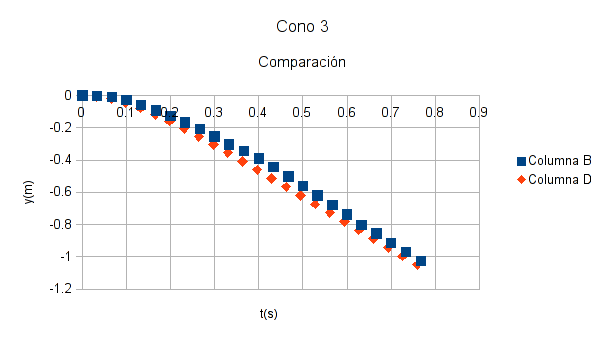 Cono 3
Comparación
0
0 0.1 0.2 0.3 0.4 0.5 0.6 0.7 0.8 0.9
-0.2
-0.4
-0.6
-0.8
-1
-1.2
y(m)
t(s)
Columna B
Columna D